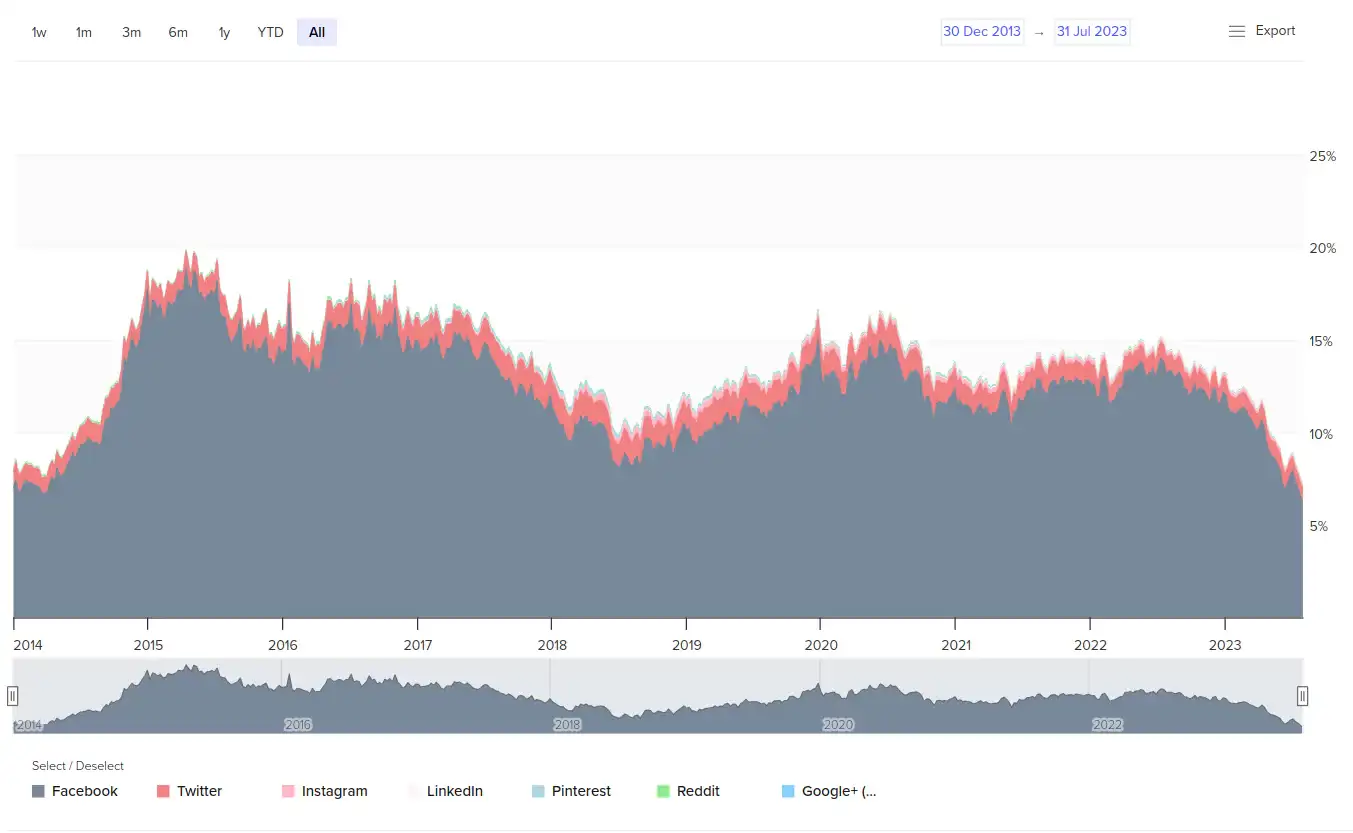 1w 1m 3m 6m 1y YTD All 30 Dec 2013 → 31 Jul 2023 Export
25%
20%
15%
10%
5%
2014 2015 2016 2017 2018 2019 2020 2021 2022 2023
2014 2016 2018 2020 2022
Select / Deselect
Facebook Twitter Instagram LinkedIn Pinterest Reddit Google+ (...